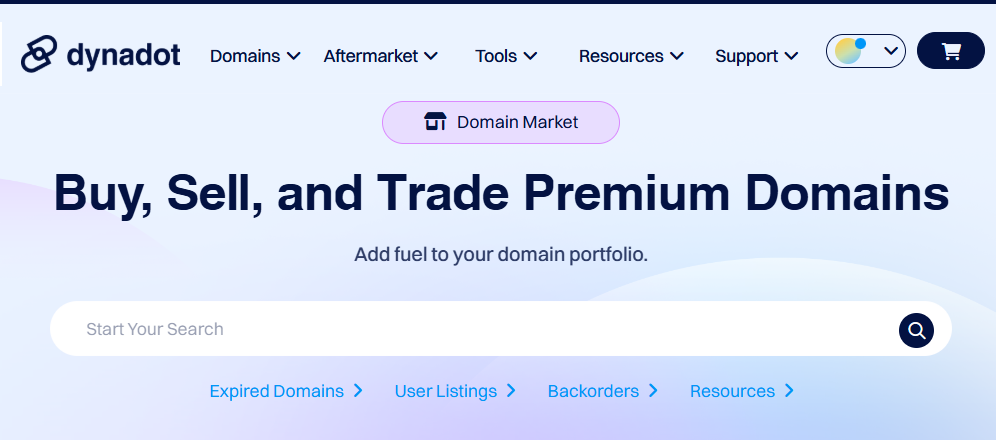 dynadot Domains Aftermarket Tools Resources Support
Domain Market
Buy, Sell, and Trade Premium Domains
Add fuel to your domain portfolio.
Start Your Search
Expired Domains User Listings Backorders Resources